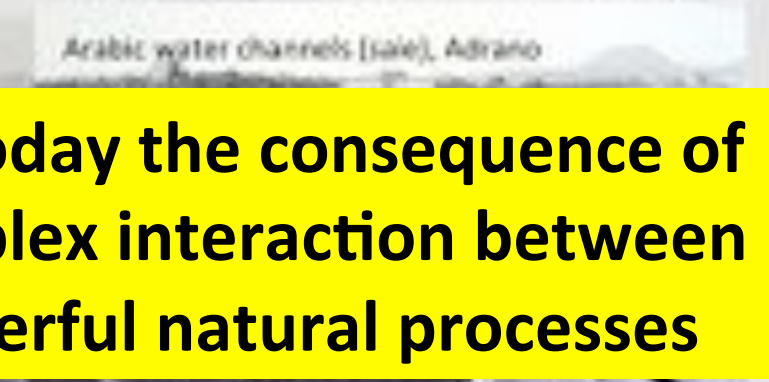 Arabic water channels (saie), Adrano
oday the consequence of
plex interaction between
erful natural processes